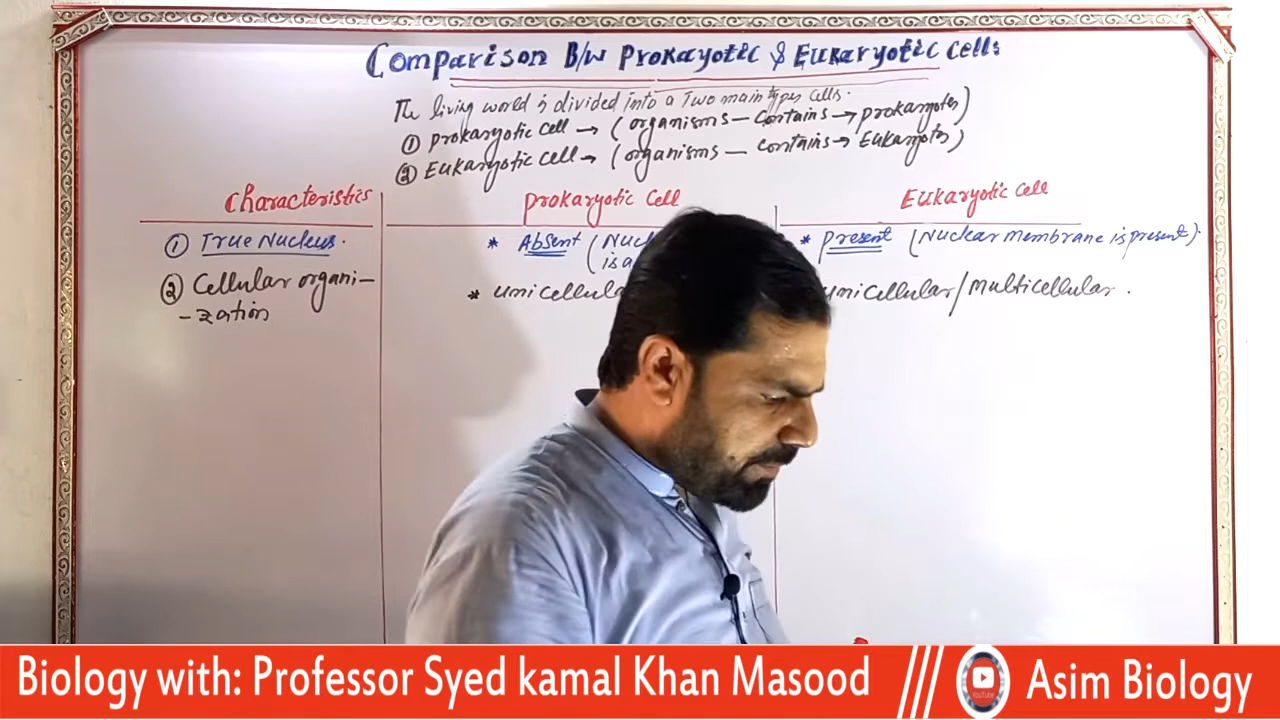 Comparison B/w Prokaryotic & Eukaryotic Cells
The living world is divided into a Two main types cells.
① Prokaryotic cell → (organisms — Contains → prokaryotes)
② Eukaryotic cell → (organisms — contains → Eukaryotes)
Characteristics
prokaryotic Cell
Eukaryotic Cell
① True Nucleus.
* Absent (
* present (Nuclear membrane is present).
② Cellular organi-
-zation
*
unicellular/multicellular.
Biology with: Professor Syed kamal Khan Masood
YouTube
Asim Biology